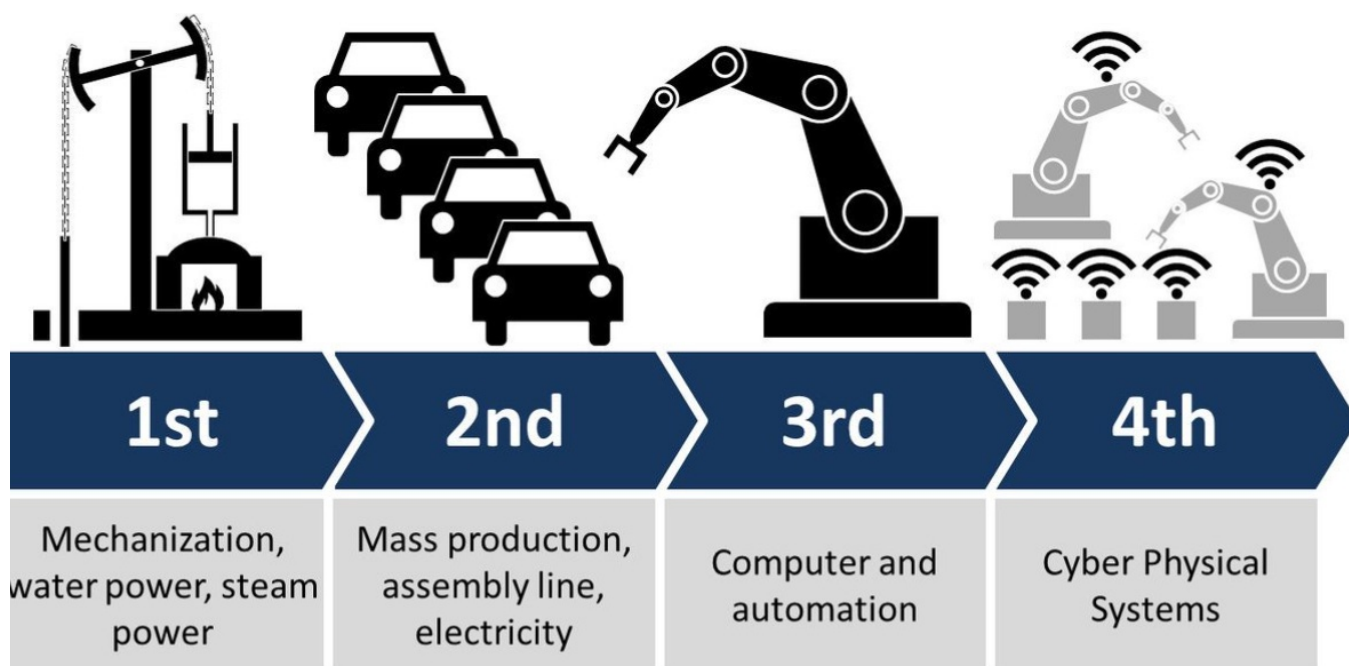 1st
2nd
3rd
4th
Mechanization,
water power, steam
power
Mass production,
assembly line,
electricity
Computer and
automation
Cyber Physical
Systems